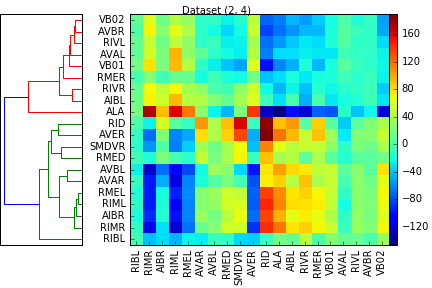 Dataset (2, 4)
VB02
AVBR
RIVL
AVAL
VB01
RMER
RIVR
AIBL
ALA
RID
AVER
SMDVR
RMED
AVBL
AVAR
RMEL
RIML
AIBR
RIMR
RIBL
160
120
80
40
0
−40
−80
−120
RIBL
RIMR
AIBR
RIML
RMEL
AVAR
AVBL
RMED
SMDVR
AVER
RID
ALA
AIBL
RIVR
RMER
VB01
AVAL
RIVL
AVBR
VB02